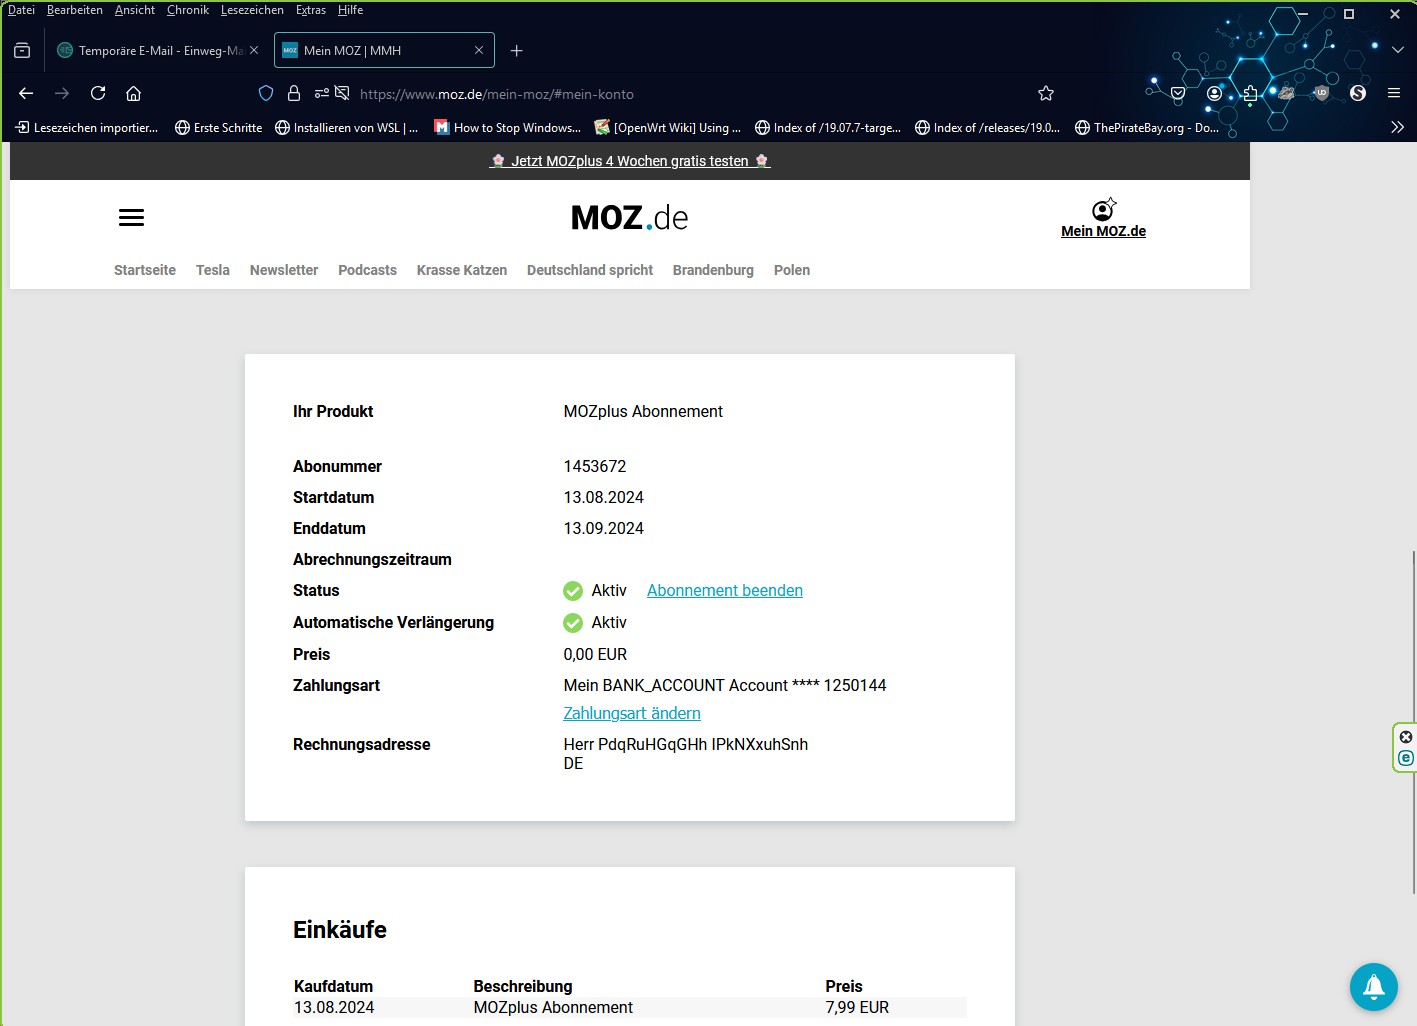 Datei Bearbeiten Ansicht Chronik Lesezeichen Extras Hilfe
Temporäre E-Mail - Einweg-Ma
MOZ Mein MOZ | MMH
https://www.moz.de/mein-moz/#mein-konto
Lesezeichen importier... Erste Schritte Installieren von WSL | ... How to Stop Windows... [OpenWrt Wiki] Using ... Index of /19.07.7-targe... Index of /releases/19.0... ThePirateBay.org - Do...
Jetzt MOZplus 4 Wochen gratis testen
MOZ.de
Mein MOZ.de
Startseite Tesla Newsletter Podcasts Krasse Katzen Deutschland spricht Brandenburg Polen
Ihr Produkt MOZplus Abonnement
Abonummer 1453672
Startdatum 13.08.2024
Enddatum 13.09.2024
Abrechnungszeitraum
Status Aktiv Abonnement beenden
Automatische Verlängerung Aktiv
Preis 0,00 EUR
Zahlungsart Mein BANK_ACCOUNT Account **** 1250144
Zahlungsart ändern
Rechnungsadresse Herr PdqRuHGqGHh IPkNXxuhSnh
DE
Einkäufe
Kaufdatum Beschreibung Preis
13.08.2024 MOZplus Abonnement 7,99 EUR